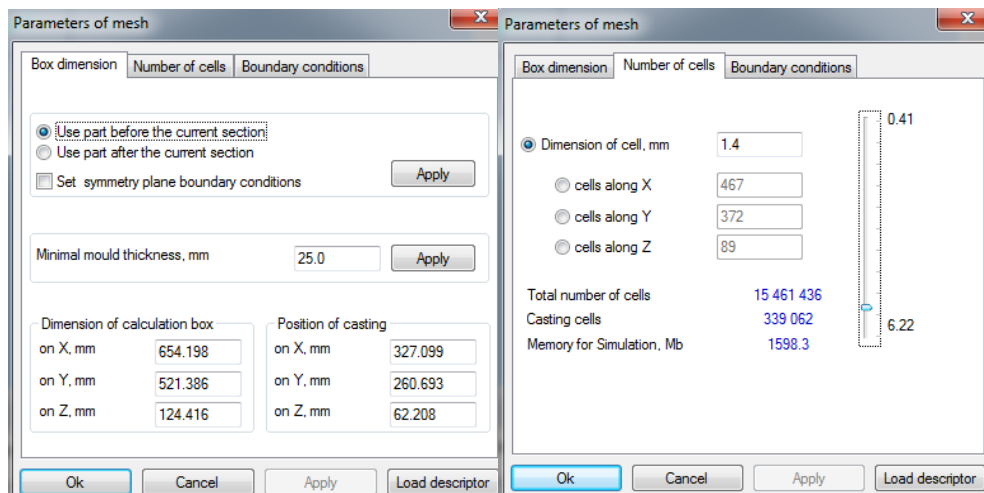 Parameters of mesh
X
Box dimension
Number of cells
Boundary conditions
Use part before the current section
Use part after the current section
Set symmetry plane boundary conditions
Apply
Minimal mould thickness, mm
25.0
Apply
Dimension of calculation box
on X, mm 654.198
on Y, mm 521.386
on Z, mm 124.416
Position of casting
on X, mm 327.099
on Y, mm 260.693
on Z, mm 62.208
Ok
Cancel
Apply
Load descriptor
Parameters of mesh
X
Box dimension
Number of cells
Boundary conditions
0.41
Dimension of cell, mm 1.4
cells along X 467
cells along Y 372
cells along Z 89
Total number of cells 15 461 436
Casting cells 339 062
Memory for Simulation, Mb 1598.3
6.22
Ok
Cancel
Apply
Load descriptor